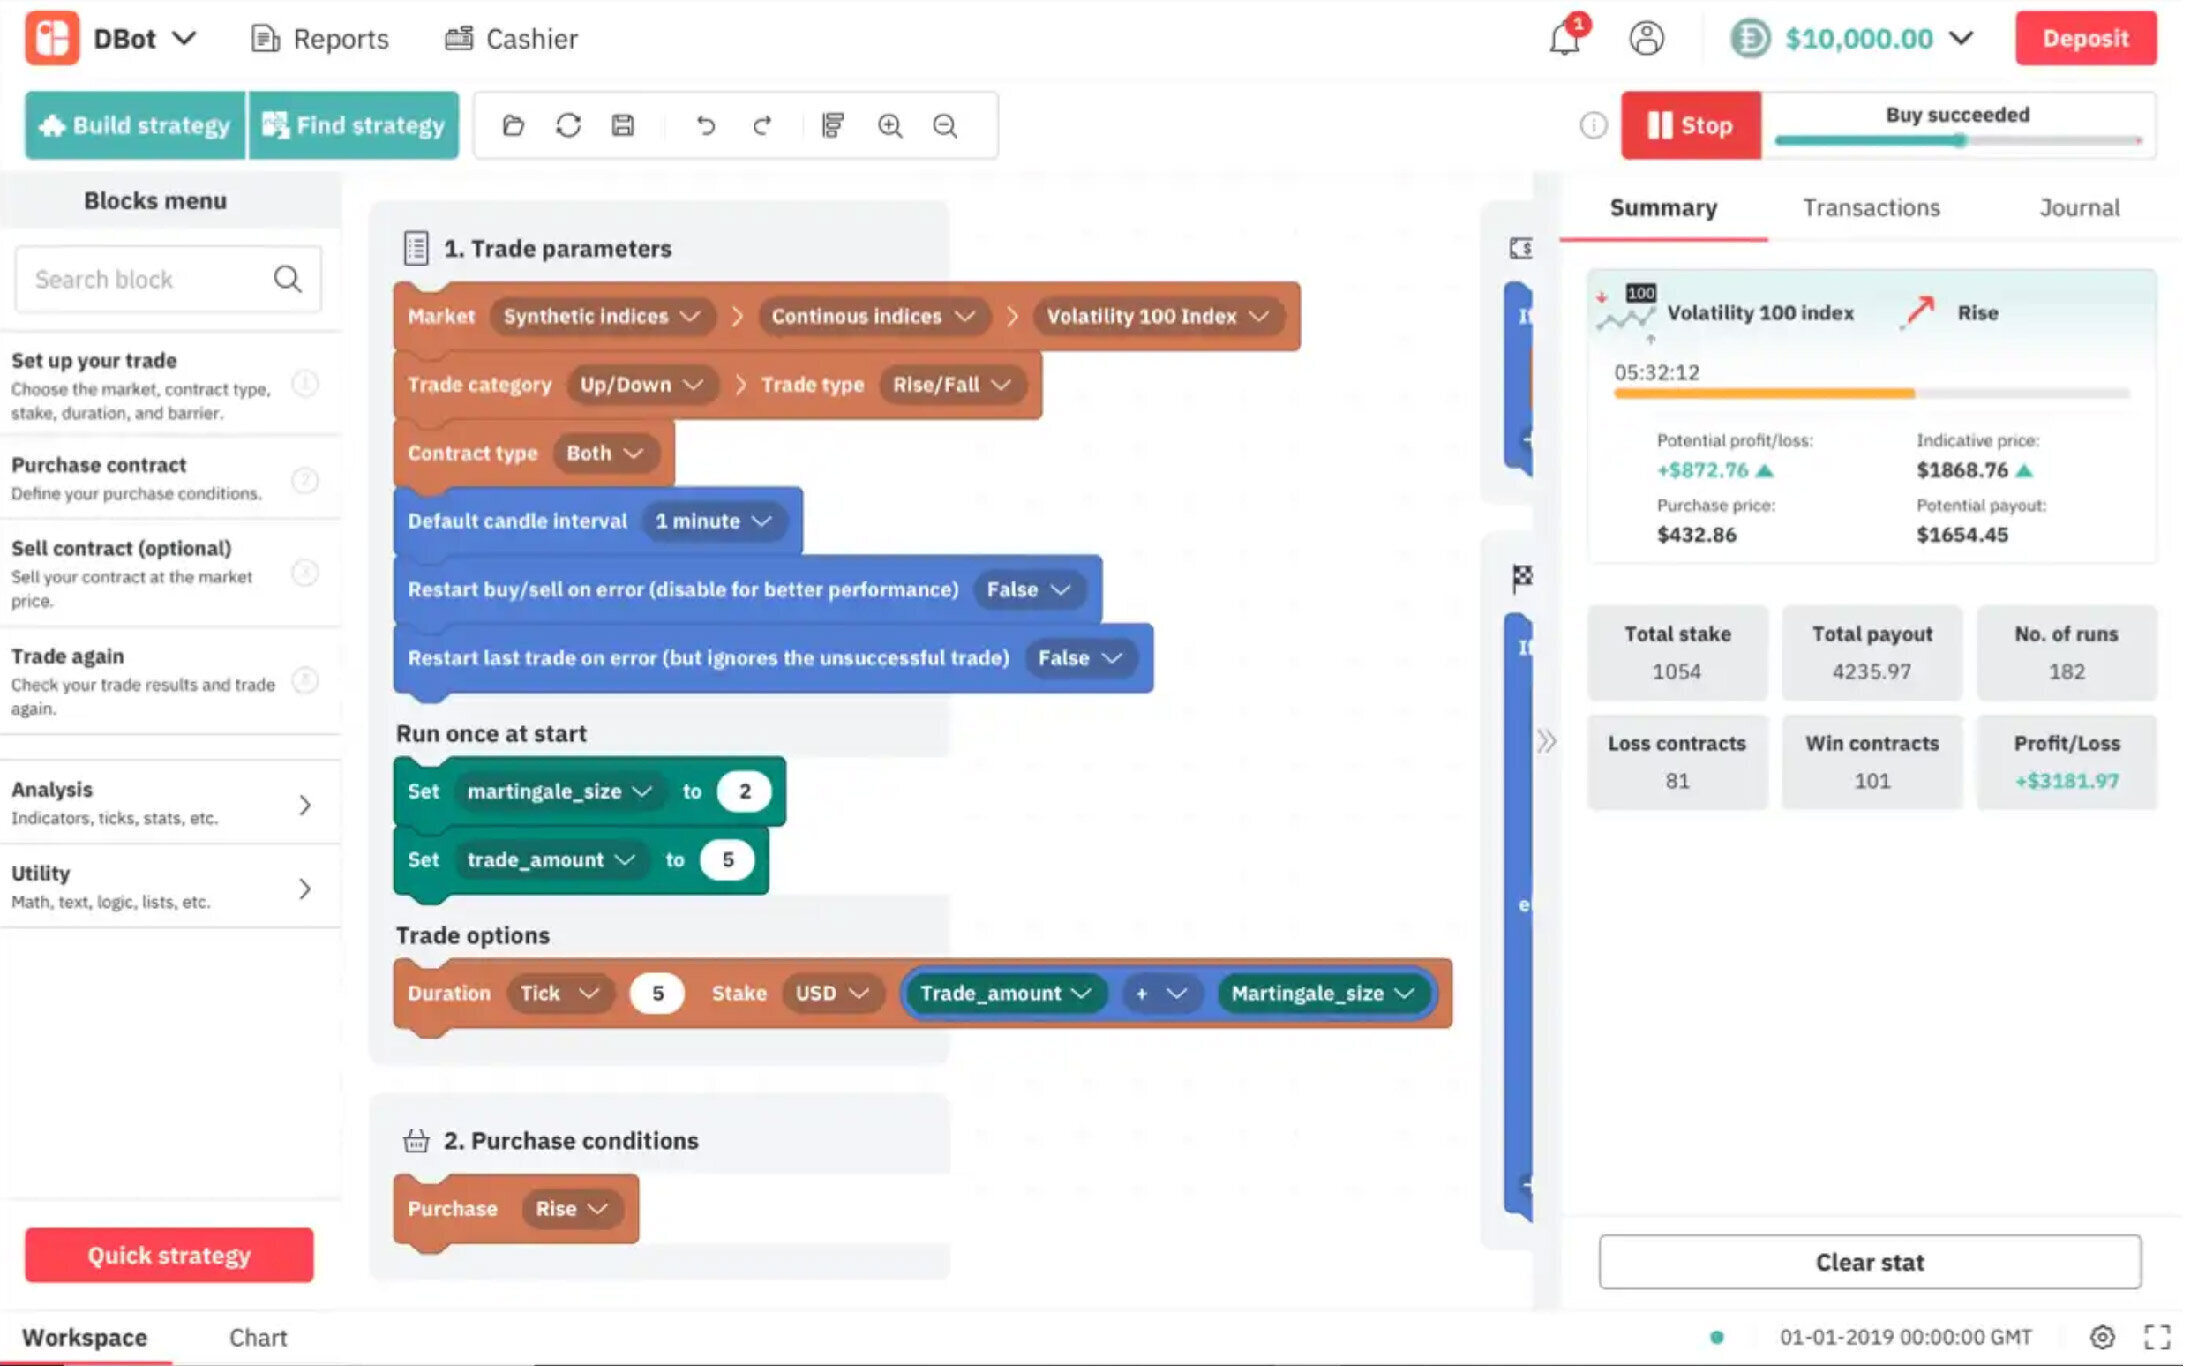 DBot
Reports
Cashier
1
$10,000.00
Deposit
Build strategy
Find strategy
Stop
Buy succeeded
Blocks menu
Search block
Set up your trade
Choose the market, contract type,
stake, duration, and barrier.
1
Purchase contract
Define your purchase conditions.
2
Sell contract (optional)
Sell your contract at the market
price.
Trade again
Check your trade results and trade
again.
Analysis
Indicators, ticks, stats, etc.
Utility
Math, text, logic, lists, etc.
Quick strategy
1. Trade parameters
Market Synthetic indices Continous indices Volatility 100 Index
Trade category Up/Down Trade type Rise/Fall
Contract type Both
Default candle interval 1 minute
Restart buy/sell on error (disable for better performance) False
Restart last trade on error (but ignores the unsuccessful trade) False
Run once at start
Set martingale_size to 2
Set trade_amount to 5
Trade options
Duration Tick 5 Stake USD Trade_amount + Martingale_size
2. Purchase conditions
Purchase Rise
Summary
Transactions
Journal
100
Volatility 100 index
Rise
05:32:12
Potential profit/loss:
Indicative price:
+$872.76
$1868.76
Purchase price:
Potential payout:
$432.86
$1654.45
Total stake
1054
Total payout
4235.97
No. of runs
182
Loss contracts
81
Win contracts
101
Profit/Loss
+$3181.97
Clear stat
Workspace
Chart
01-01-2019 00:00:00 GMT